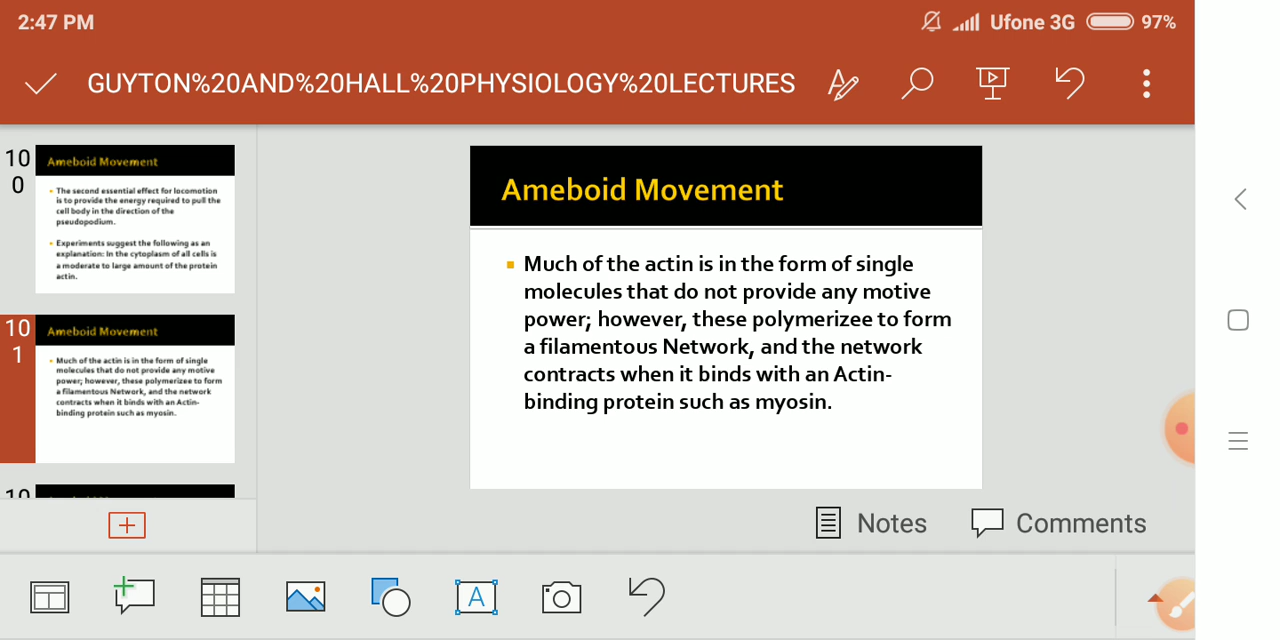 2:47 PM
Ufone 3G
97%
GUYTON%20AND%20HALL%20PHYSIOLOGY%20LECTURES
10
0
Ameboid Movement
The second essential effect for locomotion
is to provide the energy required to pull the
cell body in the direction of the
pseudopodium.
Experiments suggest the following as an
explanation: In the cytoplasm of all cells is
a moderate to large amount of the protein
actin.
10
1
Ameboid Movement
Much of the actin is in the form of single
molecules that do not provide any motive
power; however, these polymerizee to form
a filamentous Network, and the network
contracts when it binds with an Actin-
binding protein such as myosin.
10
Ameboid Movement
Much of the actin is in the form of single
molecules that do not provide any motive
power; however, these polymerizee to form
a filamentous Network, and the network
contracts when it binds with an Actin-
binding protein such as myosin.
Notes
Comments
A